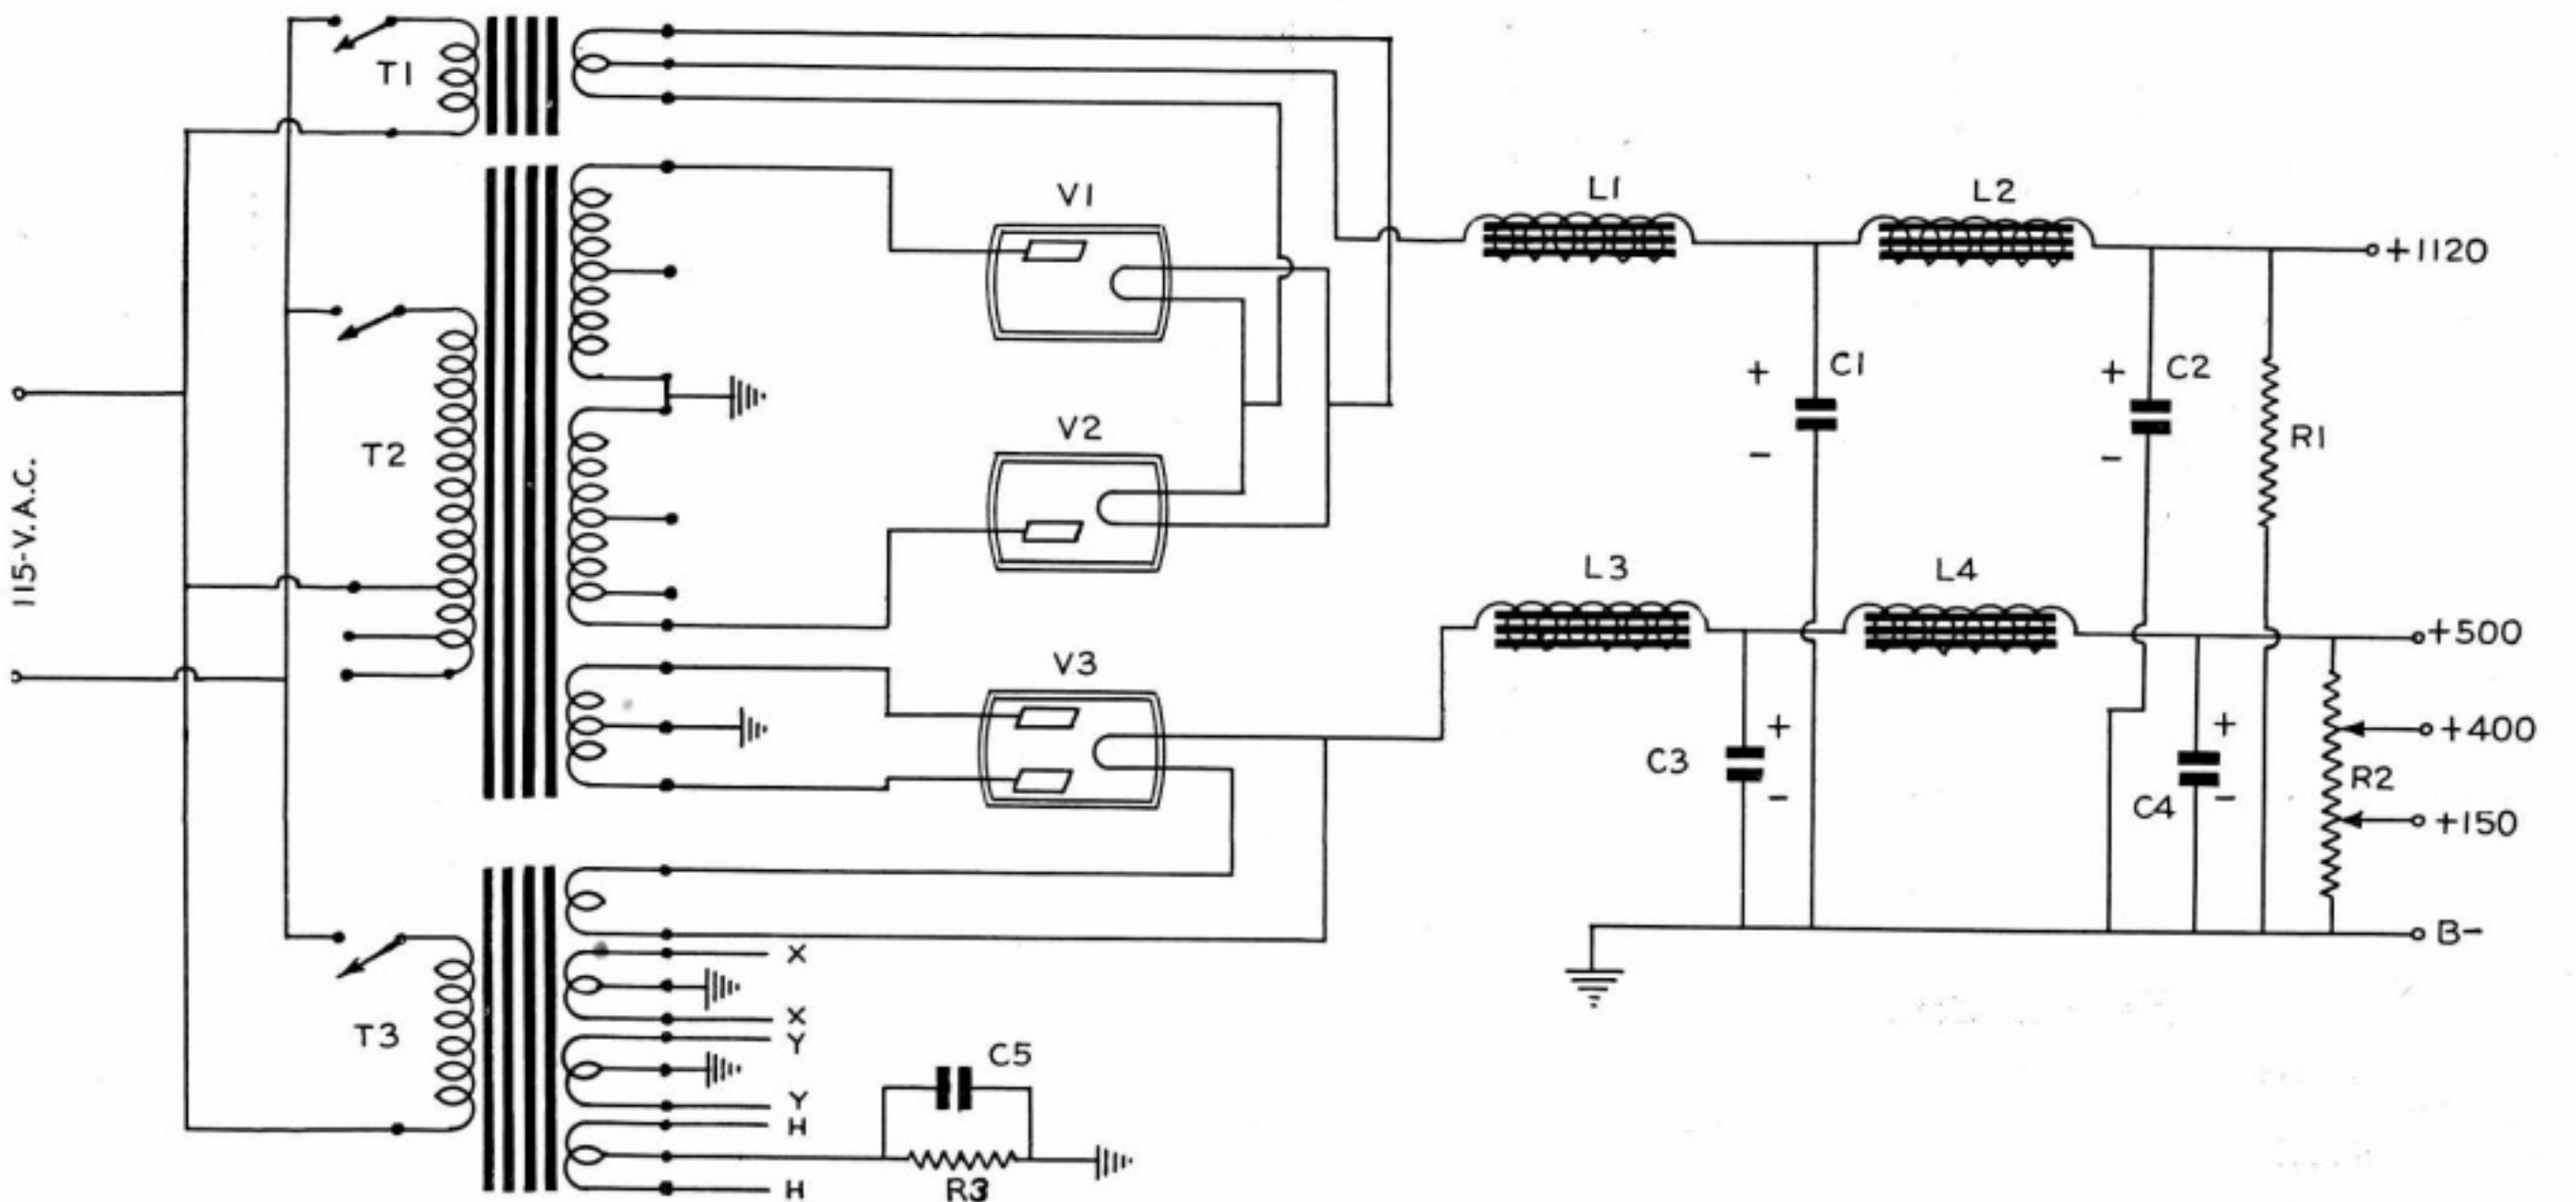 T1
T2
T3
115-V.A.C.
V1
V2
V3
L1
L2
L3
L4
+
C1
-
+
C2
-
R1
+1120
+500
+400
+150
B-
C3
+
-
C4
+
-
R2
X
X
Y
Y
H
H
C5
R3